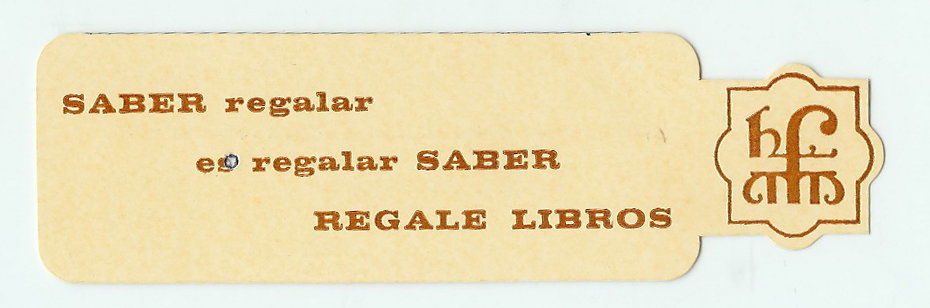 SABER regalar
es regalar SABER
REGALE LIBROS